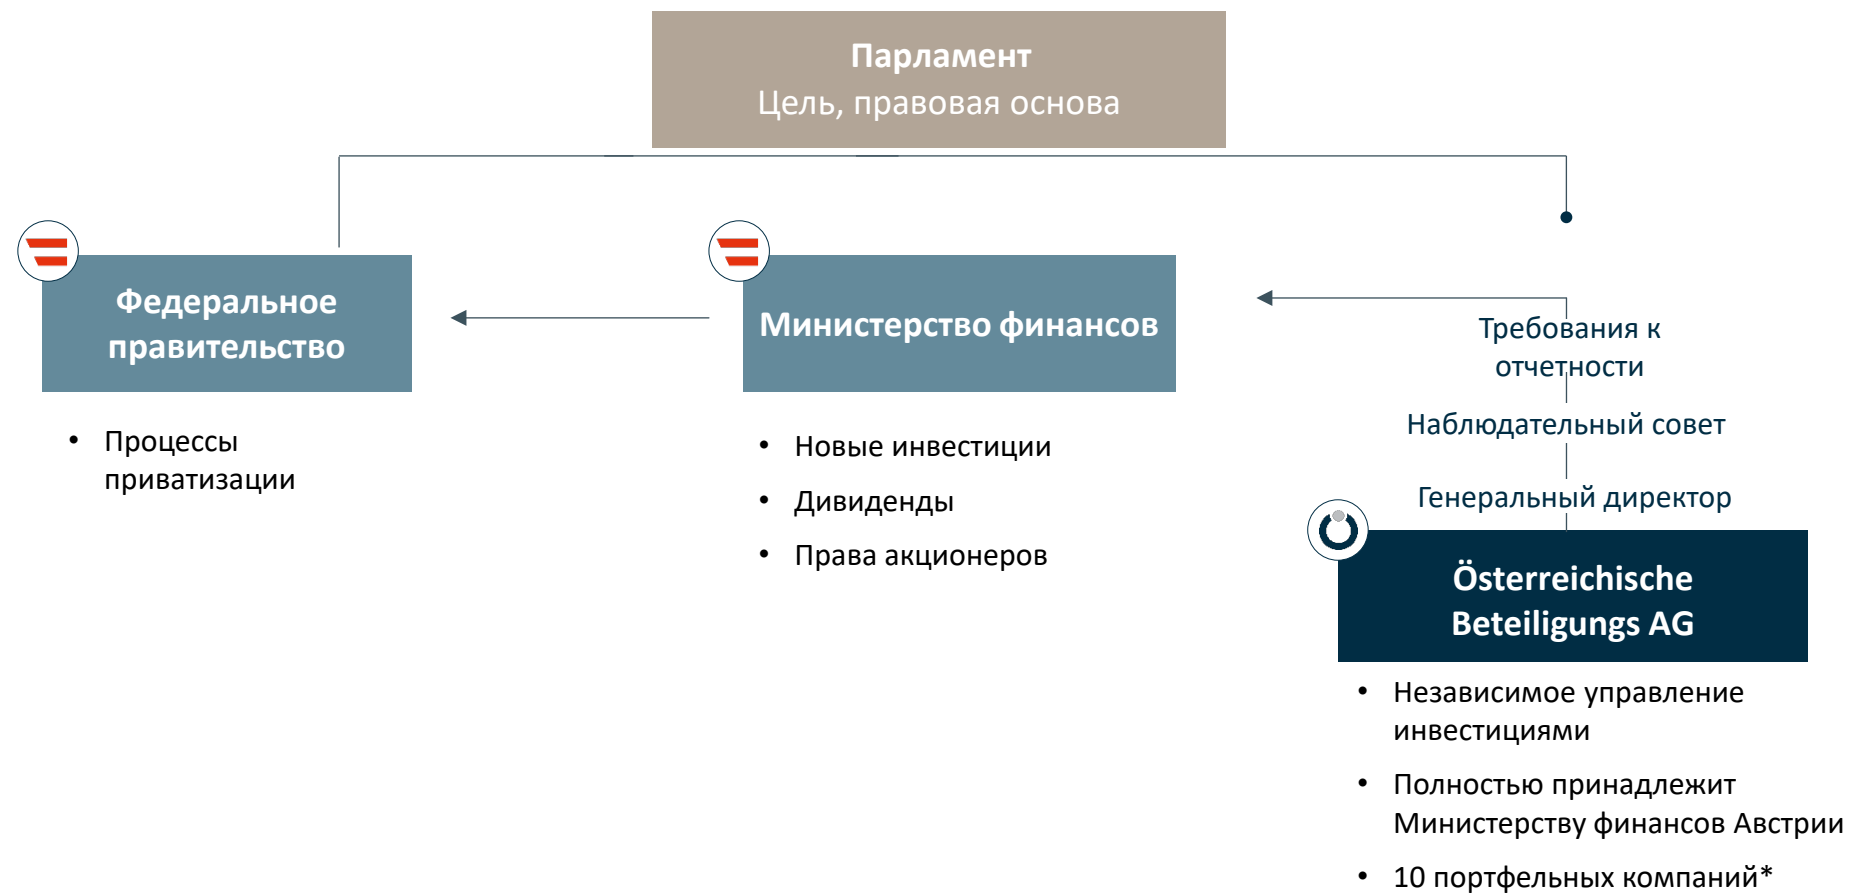 Парламент
Цель, правовая основа
Федеральное
правительство
• Процессы
приватизации
Министерство финансов
• Новые инвестиции
• Дивиденды
• Права акционеров
Требования к
отчетности
Наблюдательный совет
Генеральный директор
Österreichische
Beteiligungs AG
• Независимое управление
инвестициями
• Полностью принадлежит
Министерству финансов Австрии
• 10 портфельных компаний*